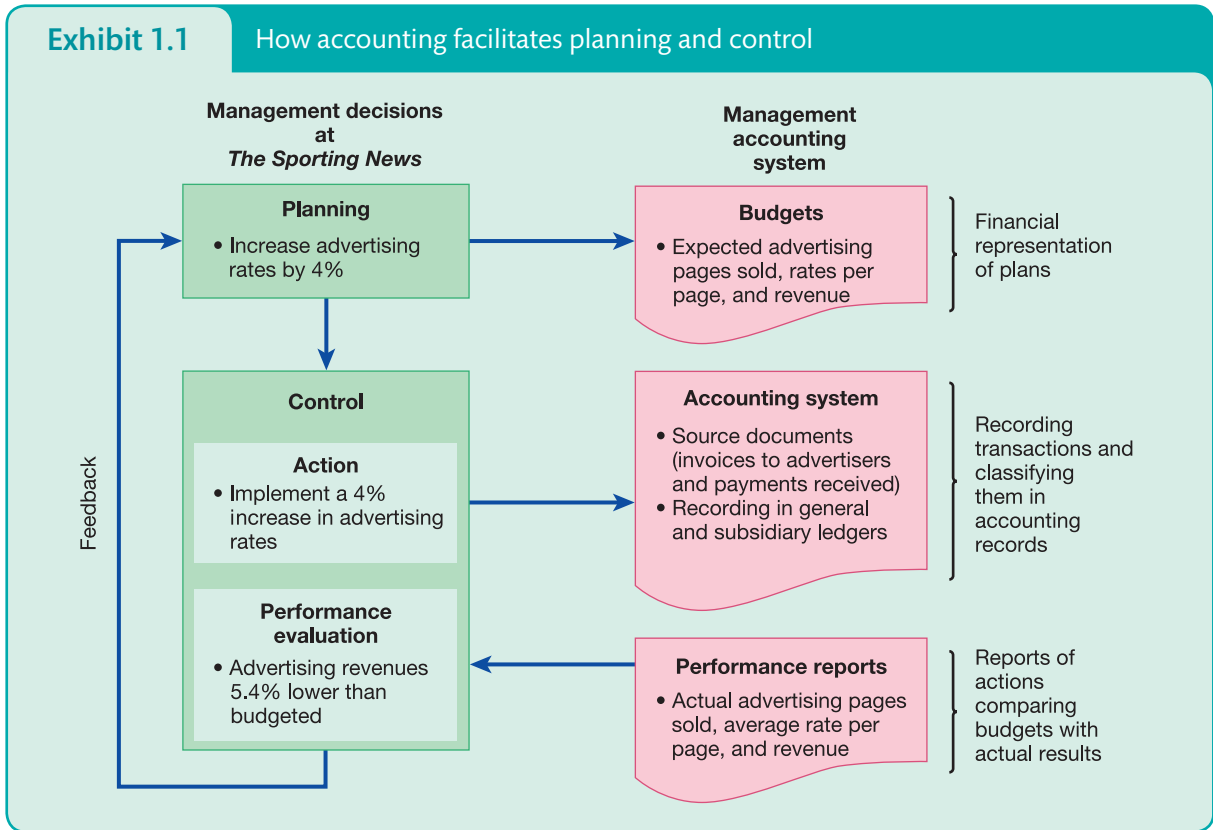 Exhibit 1.1
How accounting facilitates planning and control
Management decisions
at
The Sporting News
Management
accounting
system
Planning
• Increase advertising
rates by 4%
Budgets
• Expected advertising
pages sold, rates per
page, and revenue
Financial
representation
of plans
Feedback
Control
Action
• Implement a 4%
increase in advertising
rates
Accounting system
• Source documents
(invoices to advertisers
and payments received)
• Recording in general
and subsidiary ledgers
Recording
transactions and
classifying
them in
accounting
records
Performance
evaluation
• Advertising revenues
5.4% lower than
budgeted
Performance reports
• Actual advertising pages
sold, average rate per
page, and revenue
Reports of
actions
comparing
budgets with
actual results